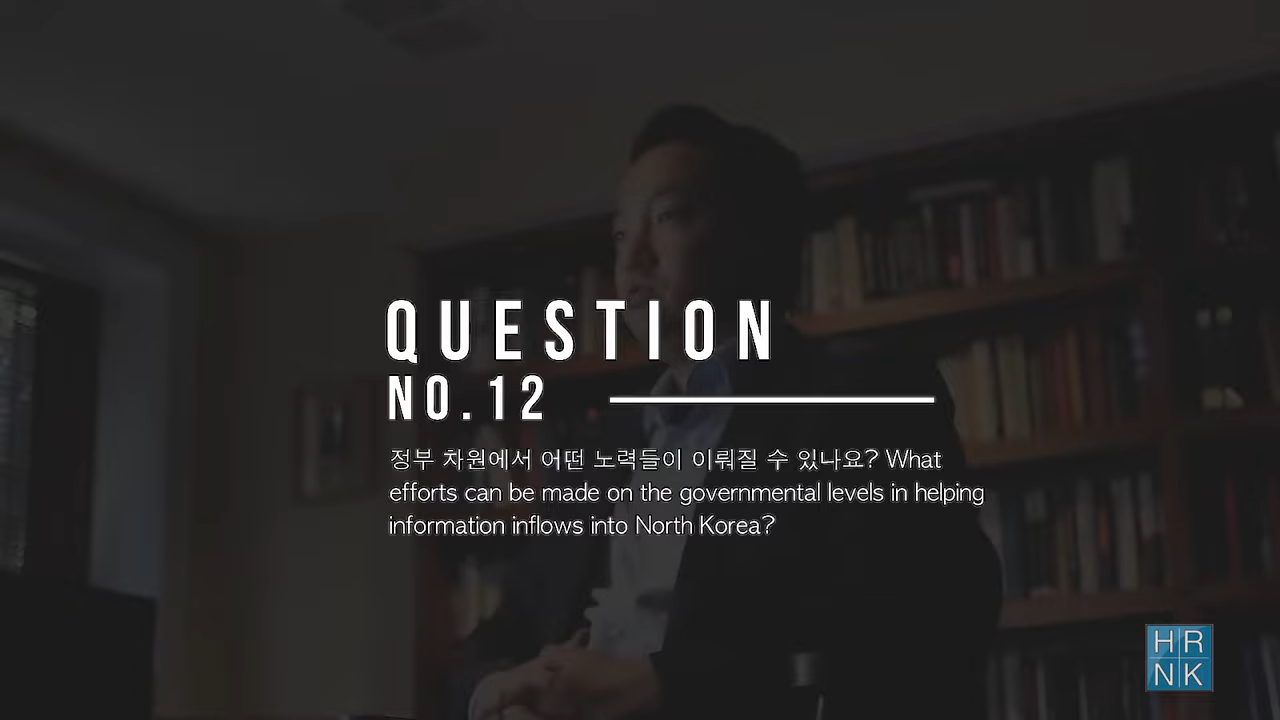 QUESTION
NO.12
정부 차원에서 어떤 노력들이 이뤄질 수 있나요? What
efforts can be made on the governmental levels in helping
information inflows into North Korea?
HR
NK